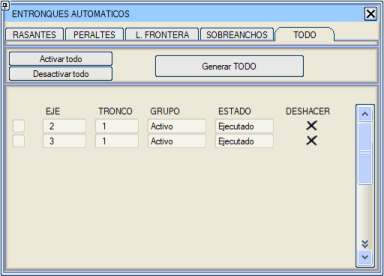 ENTRONQUES AUTOMATICOS
RASANTES PERALTES L. FRONTERA SOBREANCHOS TODO
Activar todo
Desactivar todo
Generar TODO
EJE TRONCO GRUPO ESTADO DESHACER
2 1 Activo Ejecutado
3 1 Activo Ejecutado